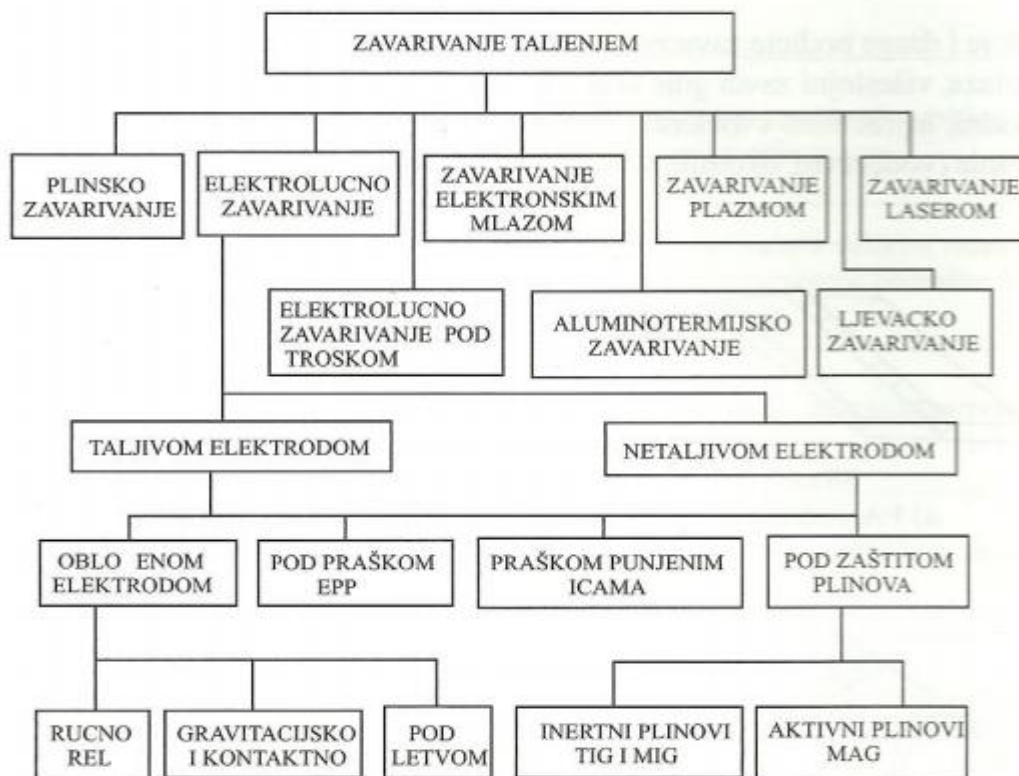 ZAVARIVANJE TALJENJEM
PLINSKO
ZAVARIVANJE
ELEKTROLUCNO
ZAVARIVANJE
ZAVARIVANJE
ELEKTRONSKIM
MLAZOM
ZAVARIVANJE
PLAZMOM
ZAVARIVANJE
LASEROM
ELEKTROLUCNO
ZAVARIVANJE POD
TROSKOM
ALUMINOTERMIJSKO
ZAVARIVANJE
LJEVACKO
ZAVARIVANJE
TALJIVOM ELEKTRODOM
NETALJIVOM ELEKTRODOM
OBLO ENOM
ELEKTRODOM
POD PRAŠKOM
EPP
PRAŠKOM PUNJENIM
ICAMA
POD ZAŠTITOM
PLINOVA
RUCNO
REL
GRAVITACIJSKO
I KONTAKTNO
POD
LETVOM
INERTNI PLINOVI
TIG I MIG
AKTIVNI PLINOVI
MAG